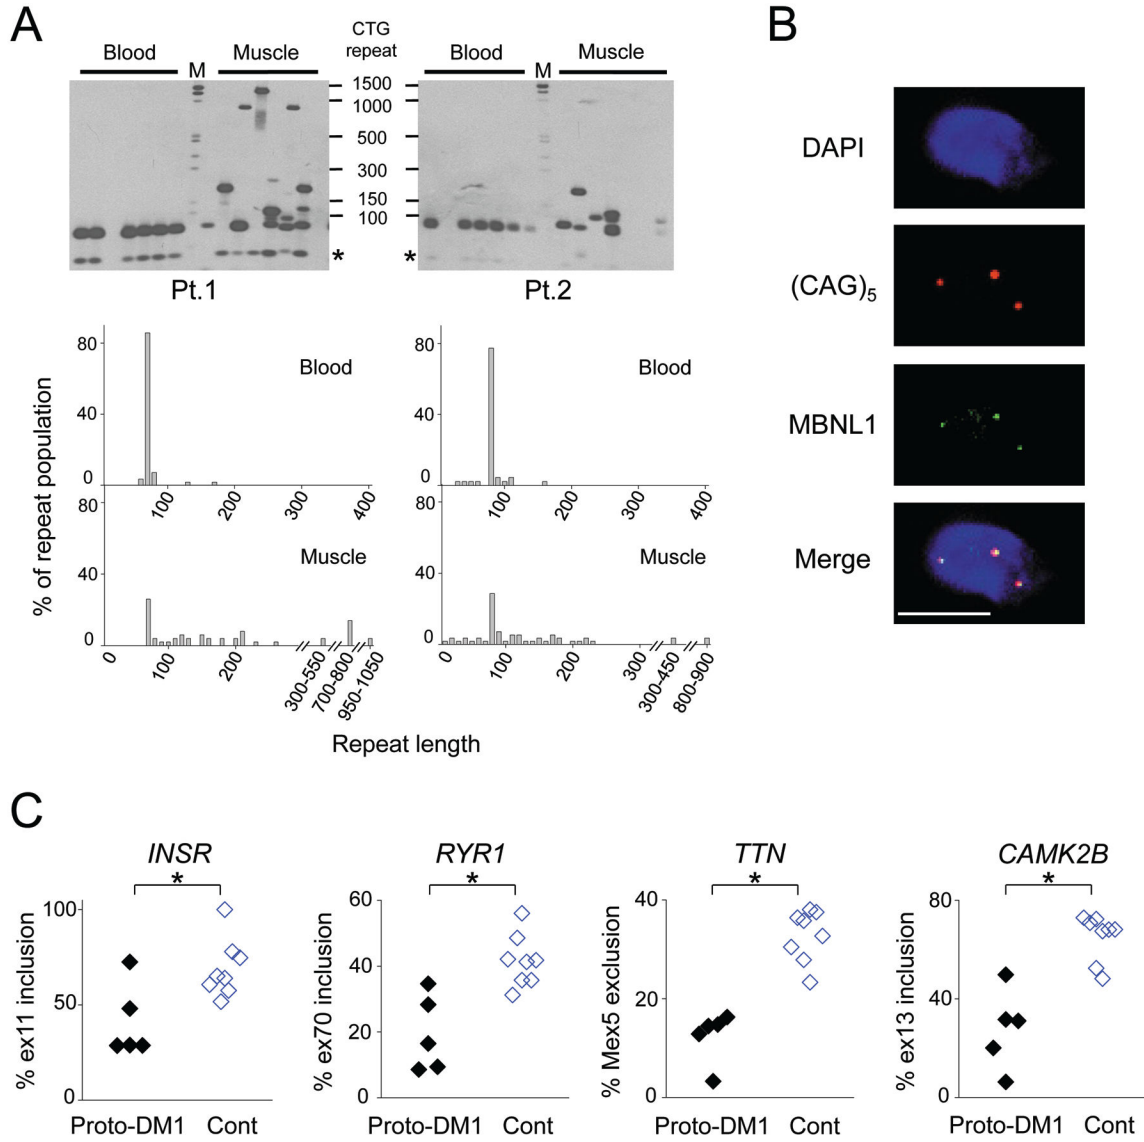 A
Blood
M
Muscle
CTG
repeat
Blood
M
Muscle
1500
1000
500
300
150
100
*
*
Pt.1
Pt.2
% of repeat population
80
40
0
Blood
100
200
300
400
80
40
0
Blood
100
200
300
400
80
40
0
Muscle
0
100
200
300-550
700-800
950-1050
80
40
0
Muscle
0
100
200
300
300-450
800-900
Repeat length
B
DAPI
(CAG)5
MBNL1
Merge
C
INSR
*
% ex11 inclusion
100
50
0
Proto-DM1
Cont
RYR1
*
% ex70 inclusion
60
40
20
0
Proto-DM1
Cont
TTN
*
% Mex5 exclusion
40
20
0
Proto-DM1
Cont
CAMK2B
*
% ex13 inclusion
80
40
0
Proto-DM1
Cont